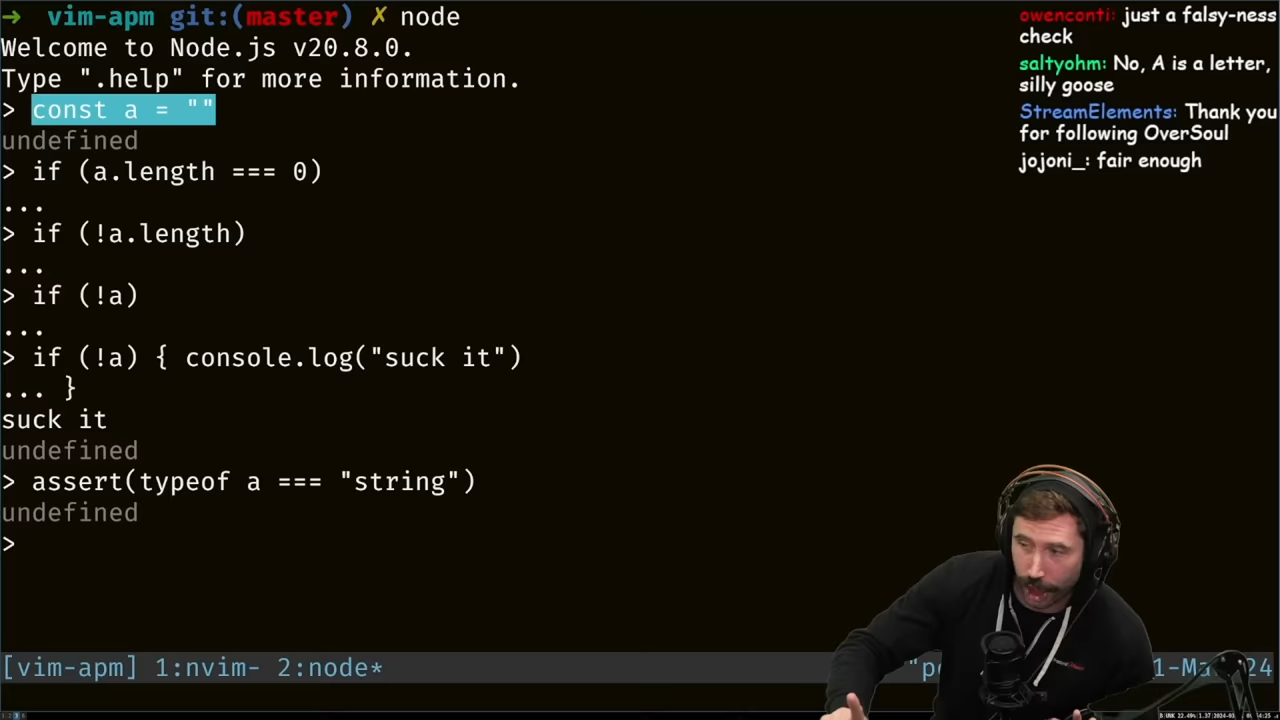 → vim-apm git:(master) ✗ node
Welcome to Node.js v20.8.0.
Type ".help" for more information.
> const a = ""
undefined
> if (a.length === 0)
...
> if (!a.length)
...
> if (!a)
...
> if (!a) { console.log("suck it")
... }
suck it
undefined
> assert(typeof a === "string")
undefined
>
owenconti: just a falsy-ness
check
saltyohm: No, A is a letter,
silly goose
StreamElements: Thank you
for following OverSoul
jojoni_: fair enough
[vim-apm] 1:nvim- 2:node*